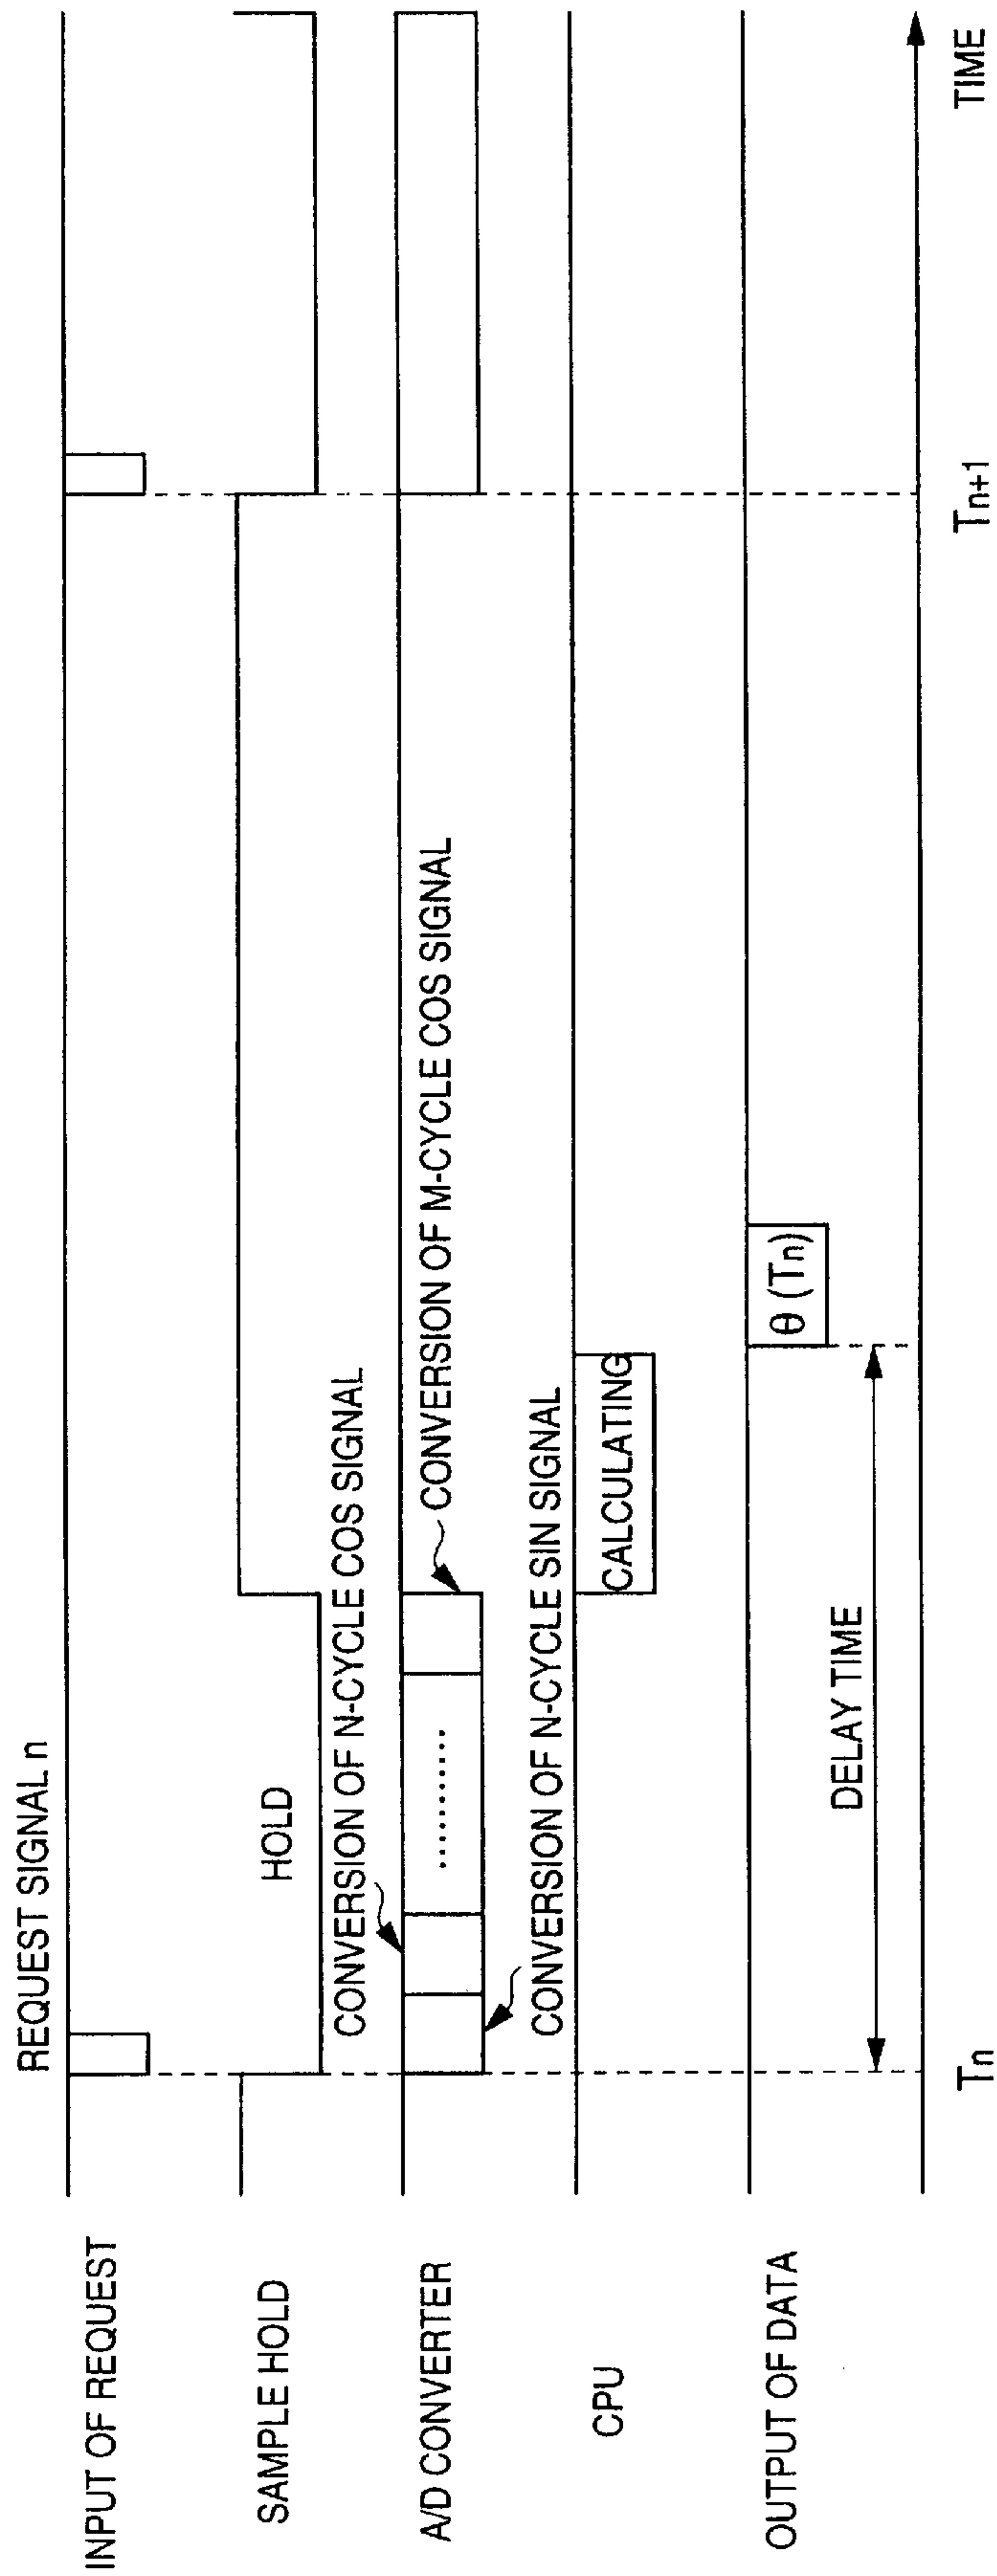 REQUEST SIGNAL n
INPUT OF REQUEST
SAMPLE HOLD
HOLD
CONVERSION OF N-CYCLE COS SIGNAL
A/D CONVERTER
..........
CONVERSION OF M-CYCLE COS SIGNAL
CONVERSION OF N-CYCLE SIN SIGNAL
CPU
CALCULATING
OUTPUT OF DATA
θ (Tn)
DELAY TIME
Tn
Tn+1
TIME